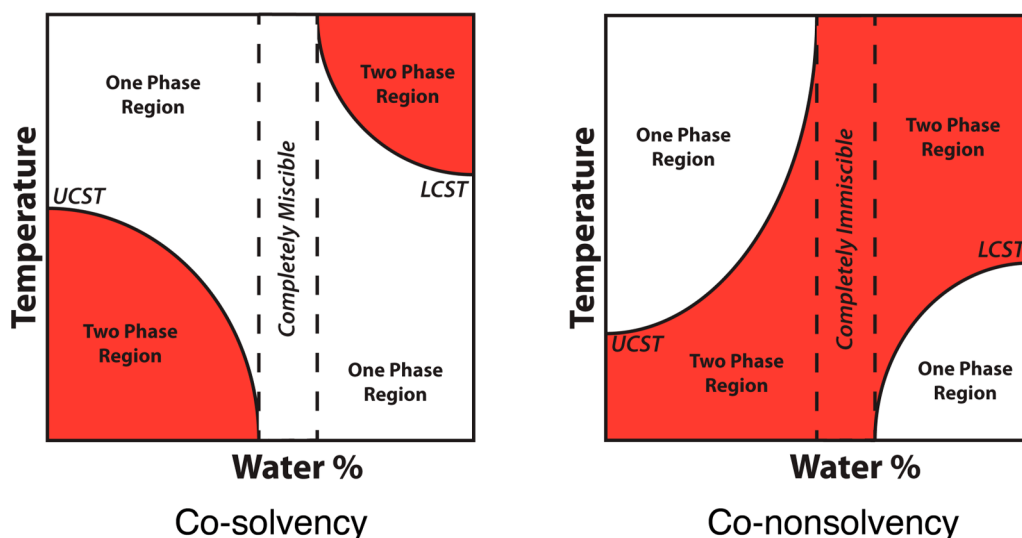 Temperature
One Phase
Region
Two Phase
Region
UCST
LCST
Completely Miscible
Two Phase
Region
One Phase
Region
Water %
Co-solvency
Temperature
One Phase
Region
Two Phase
Region
Completely Immiscible
LCST
UCST
Two Phase
Region
One Phase
Region
Water %
Co-nonsolvency